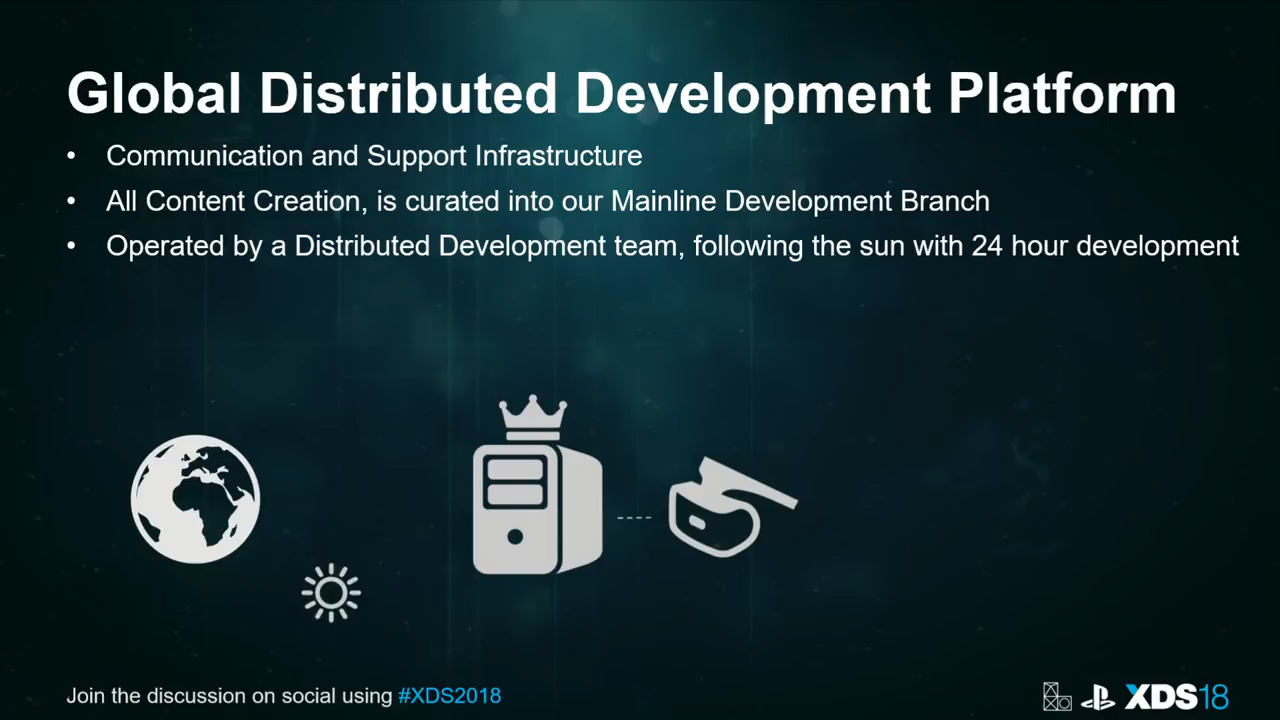 Global Distributed Development Platform
• Communication and Support Infrastructure
• All Content Creation, is curated into our Mainline Development Branch
• Operated by a Distributed Development team, following the sun with 24 hour development
Join the discussion on social using #XDS2018
XDS18